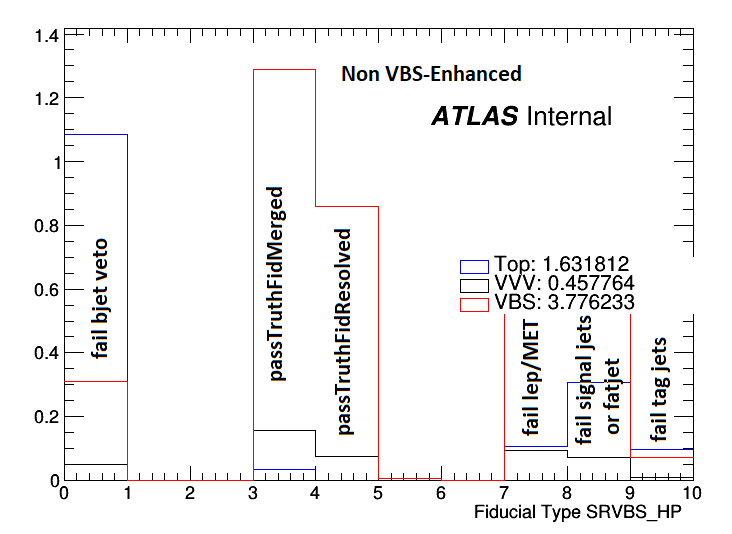 1.4
1.2
1
0.8
0.6
0.4
0.2
0
Non VBS-Enhanced
ATLAS Internal
Top: 1.631812
VVV: 0.457764
VBS: 3.776233
fail bjet veto
passTruthFidMerged
passTruthFidResolved
fail lep/MET
fail signal jets
or fatjet
fail tag jets
0 1 2 3 4 5 6 7 8 9 10
Fiducial Type SRVBS_HP